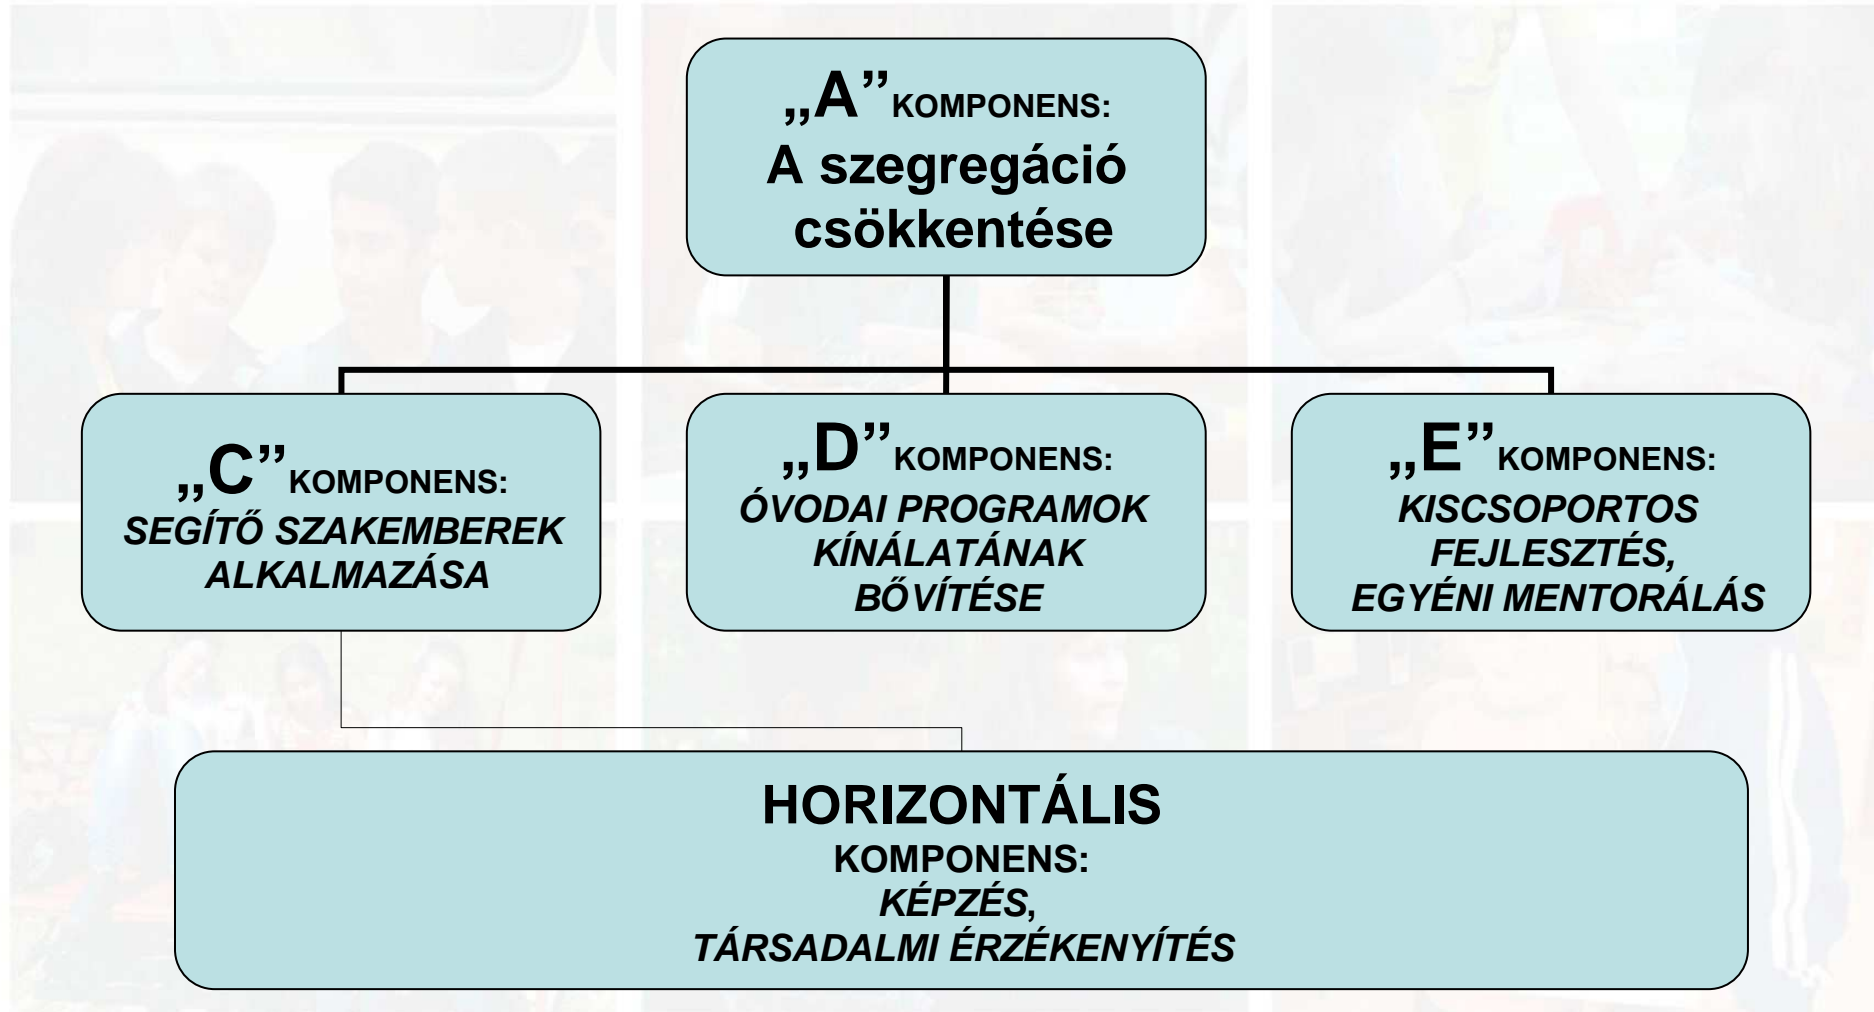 „A” KOMPONENS:
A szegregáció
csökkentése
„C” KOMPONENS:
SEGÍTŐ SZAKEMBEREK
ALKALMAZÁSA
„D” KOMPONENS:
ÓVODAI PROGRAMOK
KÍNÁLATÁNAK
BŐVÍTÉSE
„E” KOMPONENS:
KISCSOPORTOS
FEJLESZTÉS,
EGYÉNI MENTORÁLÁS
HORIZONTÁLIS
KOMPONENS:
KÉPZÉS,
TÁRSADALMI ÉRZÉKENYÍTÉS